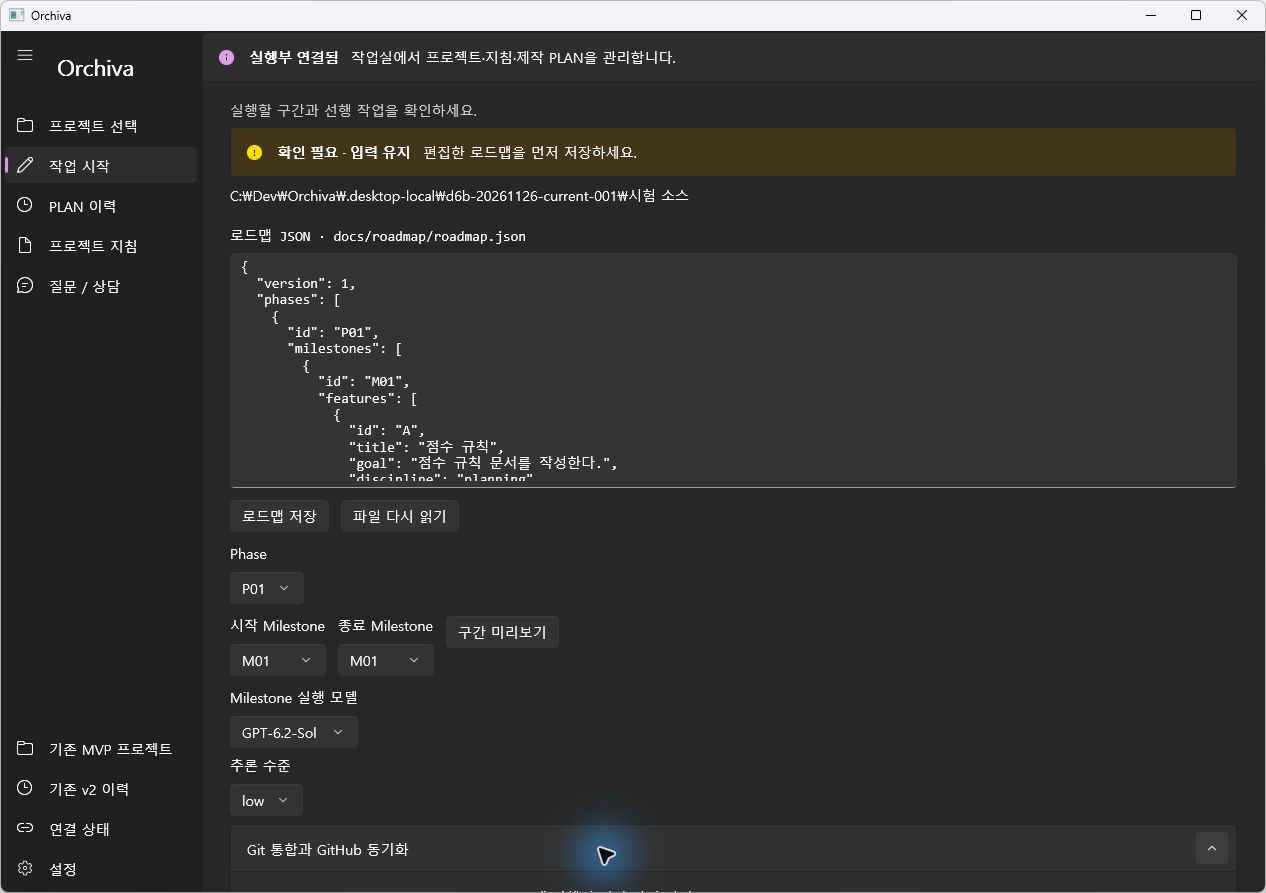 Orchiva
Orchiva
프로젝트 선택
작업 시작
PLAN 이력
프로젝트 지침
질문 / 상담
기존 MVP 프로젝트
기존 v2 이력
연결 상태
설정
실행부 연결됨 작업실에서 프로젝트·지침·제작 PLAN을 관리합니다.
실행할 구간과 선행 작업을 확인하세요.
확인 필요 · 입력 유지 편집한 로드맵을 먼저 저장하세요.
C:₩Dev₩Orchiva₩.desktop-local₩d6b-20261126-current-001₩시험 소스
로드맵 JSON · docs/roadmap/roadmap.json
{
"version": 1,
"phases": [
{
"id": "P01",
"milestones": [
{
"id": "M01",
"features": [
{
"id": "A",
"title": "점수 규칙",
"goal": "점수 규칙 문서를 작성한다.",
"discipline": "planning"
로드맵 저장 파일 다시 읽기
Phase
P01
시작 Milestone 종료 Milestone 구간 미리보기
M01 M01
Milestone 실행 모델
GPT-6.2-Sol
추론 수준
low
Git 통합과 GitHub 동기화